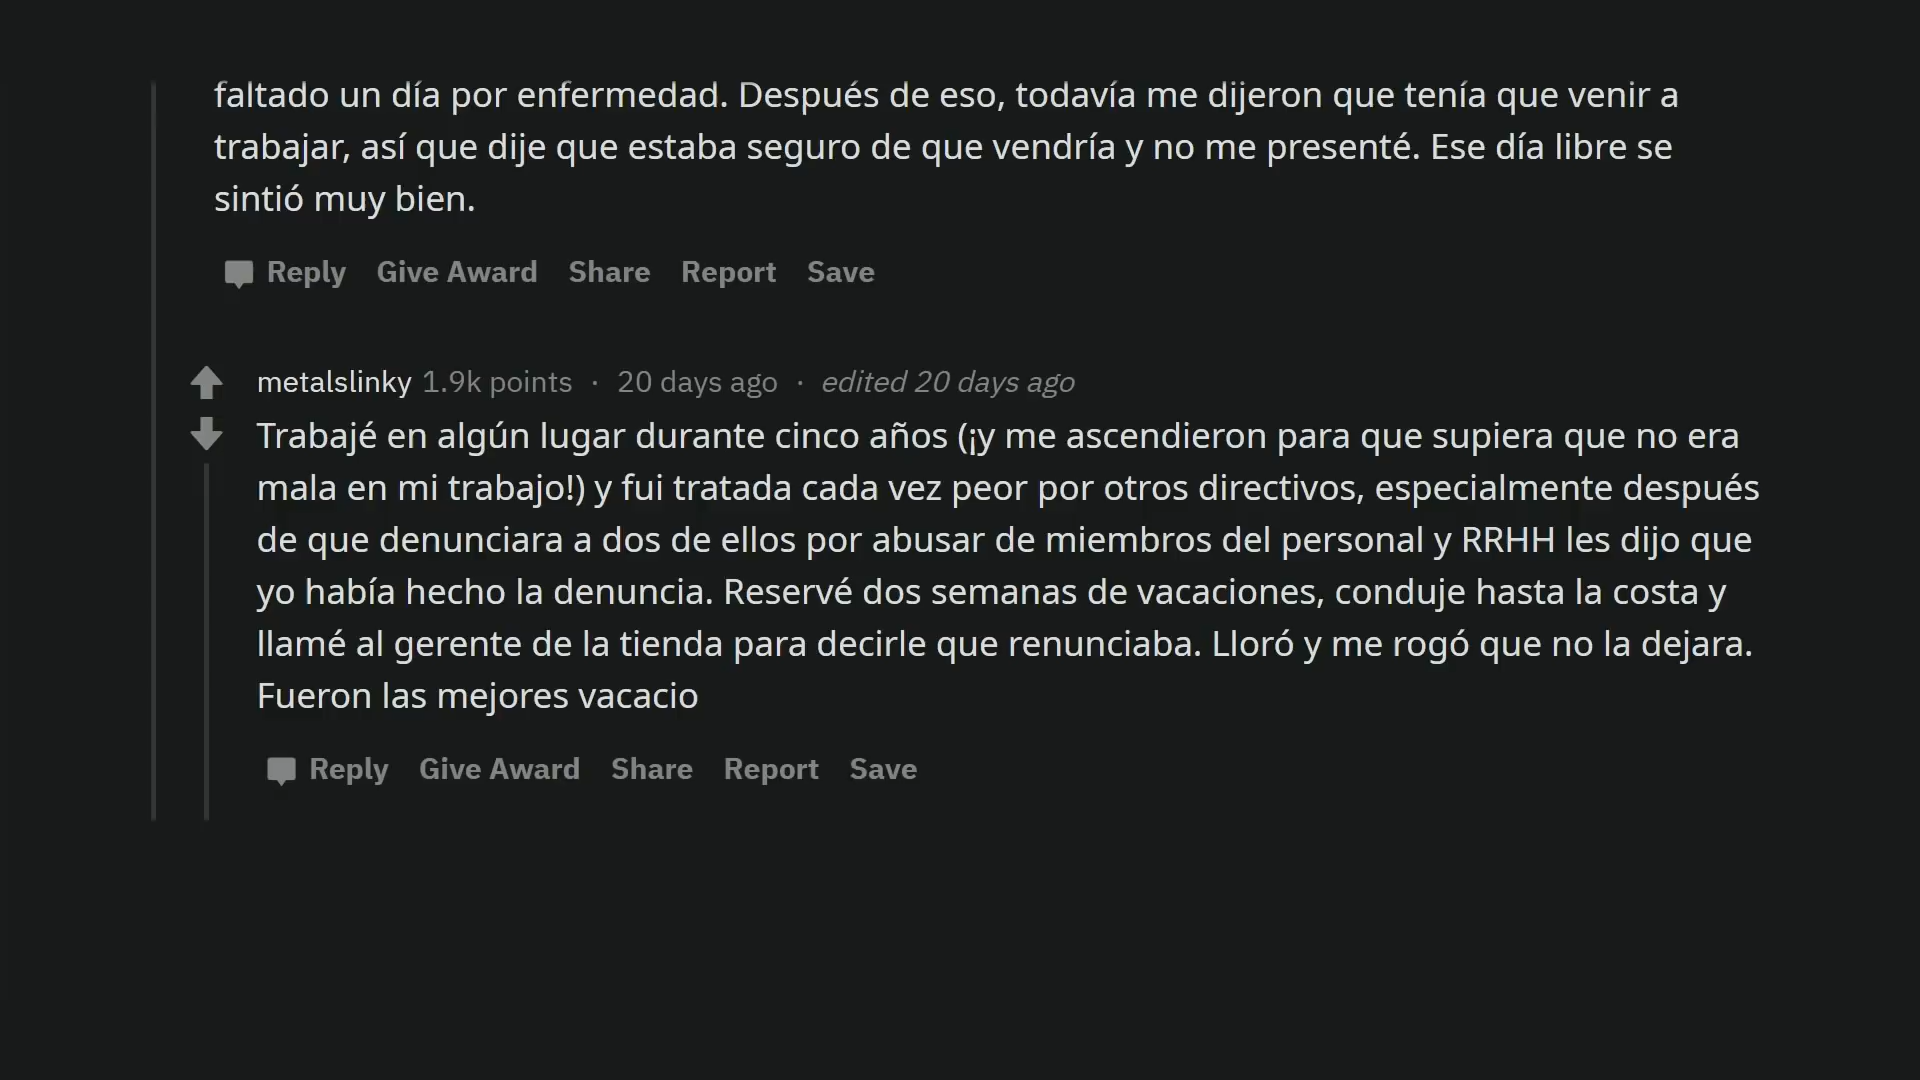 faltado un día por enfermedad. Después de eso, todavía me dijeron que tenía que venir a
trabajar, así que dije que estaba seguro de que vendría y no me presenté. Ese día libre se
sintió muy bien.
Reply Give Award Share Report Save
metalslinky 1.9k points · 20 days ago · edited 20 days ago
Trabajé en algún lugar durante cinco años (¡y me ascendieron para que supiera que no era
mala en mi trabajo!) y fui tratada cada vez peor por otros directivos, especialmente después
de que denunciara a dos de ellos por abusar de miembros del personal y RRHH les dijo que
yo había hecho la denuncia. Reservé dos semanas de vacaciones, conduje hasta la costa y
llamé al gerente de la tienda para decirle que renunciaba. Lloró y me rogó que no la dejara.
Fueron las mejores vacacio
Reply Give Award Share Report Save